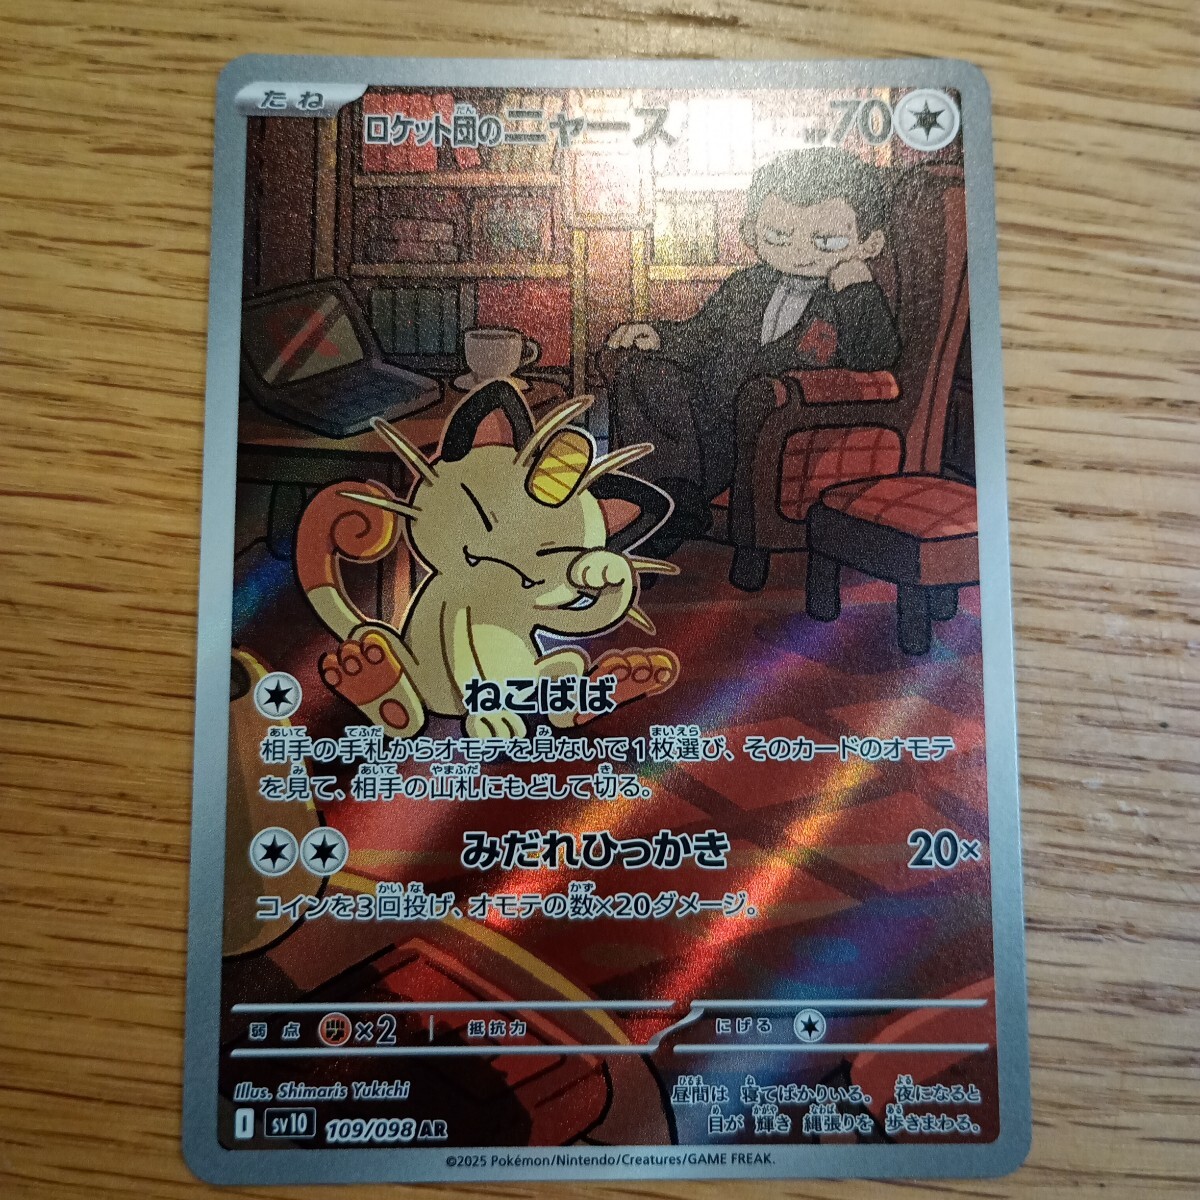 たね
ロケット団のニャース HP70
だん
ねこばば
相手の手札からオモテを見ないで1枚選び、そのカードのオモテ
を見て、相手の山札にもどして切る。
みだれひっかき 20×
コインを3回投げ、オモテの数×20ダメージ。
弱点 ×2 抵抗力 にげる
Illus. Shimaris Yukichi
昼間は 寝てばかりいる。 夜になると
目が 輝き 縄張りを 歩きまわる。
I sv10 109/098 AR
©2025 Pokémon/Nintendo/Creatures/GAME FREAK.